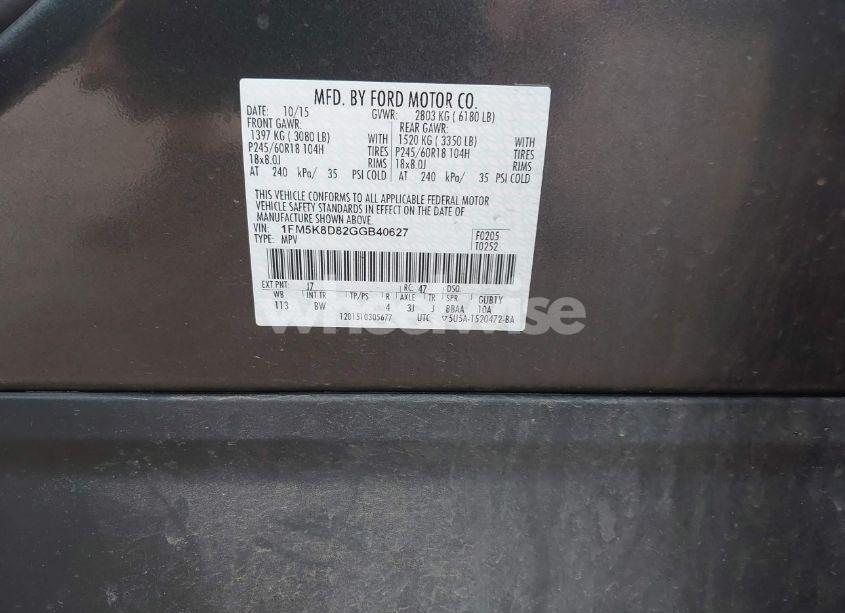 MFD. BY FORD MOTOR CO.
DATE: 10/15 GVWR: 2803 KG ( 6180 LB)
FRONT GAWR: REAR GAWR:
1397 KG ( 3080 LB) WITH 1520 KG ( 3350 LB) WITH
P245/60R18 104H TIRES P245/60R18 104H TIRES
18x8.0J RIMS 18x8.0J RIMS
AT 240 kPa/ 35 PSI COLD AT 240 kPa/ 35 PSI COLD
THIS VEHICLE CONFORMS TO ALL APPLICABLE FEDERAL MOTOR
VEHICLE SAFETY STANDARDS IN EFFECT ON THE DATE OF
MANUFACTURE SHOWN ABOVE.
VIN: 1FM5K8D82GGB40627 F0205
TYPE: MPV T0252
EXT PNT: J7 RC: 47 DSO:
WB INT TR TP/PS R AXLE TR SPR GUBTY
113 BW 4 3J J BBAA 10A
1201510305677 UTC ▽5U5A-1520472-BA
wheelwise